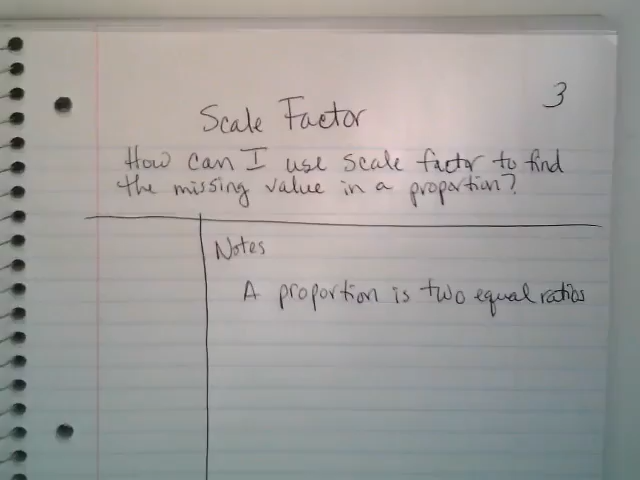 3
Scale Factor
How can I use scale factor to find
the missing value in a proportion?
Notes
A proportion is two equal ratios